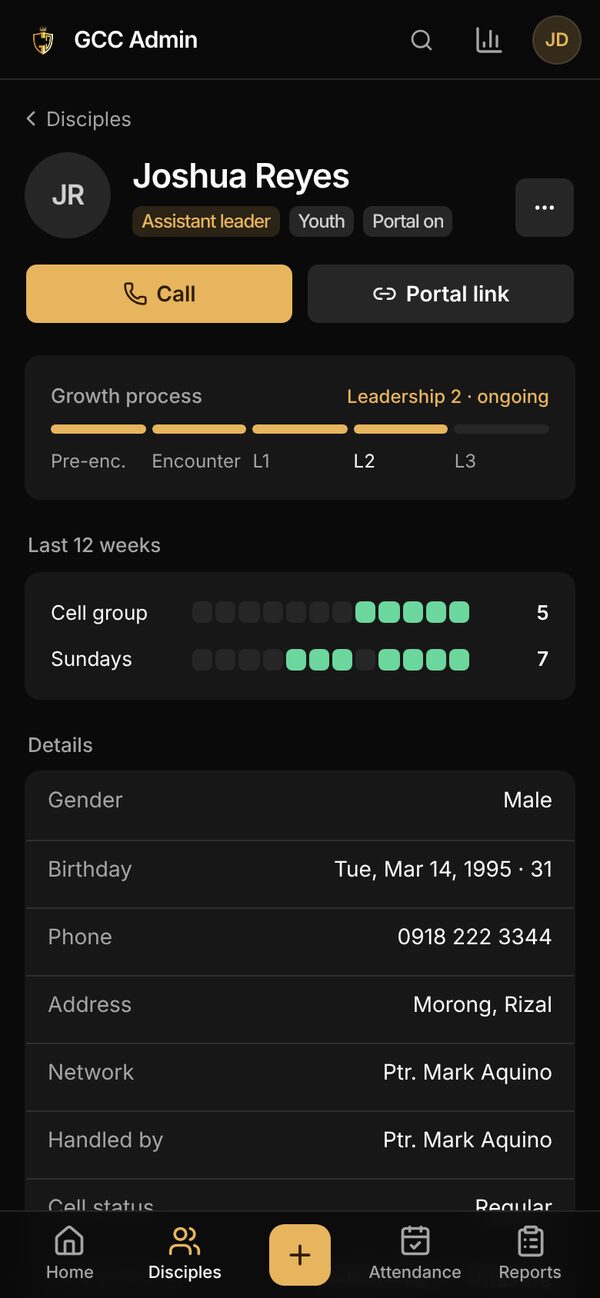 GCC Admin
JD
Disciples
JR
Joshua Reyes
Assistant leader Youth Portal on
Call
Portal link
Growth process
Leadership 2 · ongoing
Pre-enc. Encounter L1 L2 L3
Last 12 weeks
Cell group 5
Sundays 7
Details
Gender Male
Birthday Tue, Mar 14, 1995 · 31
Phone 0918 222 3344
Address Morong, Rizal
Network Ptr. Mark Aquino
Handled by Ptr. Mark Aquino
Cell status Regular
Home Disciples Attendance Reports